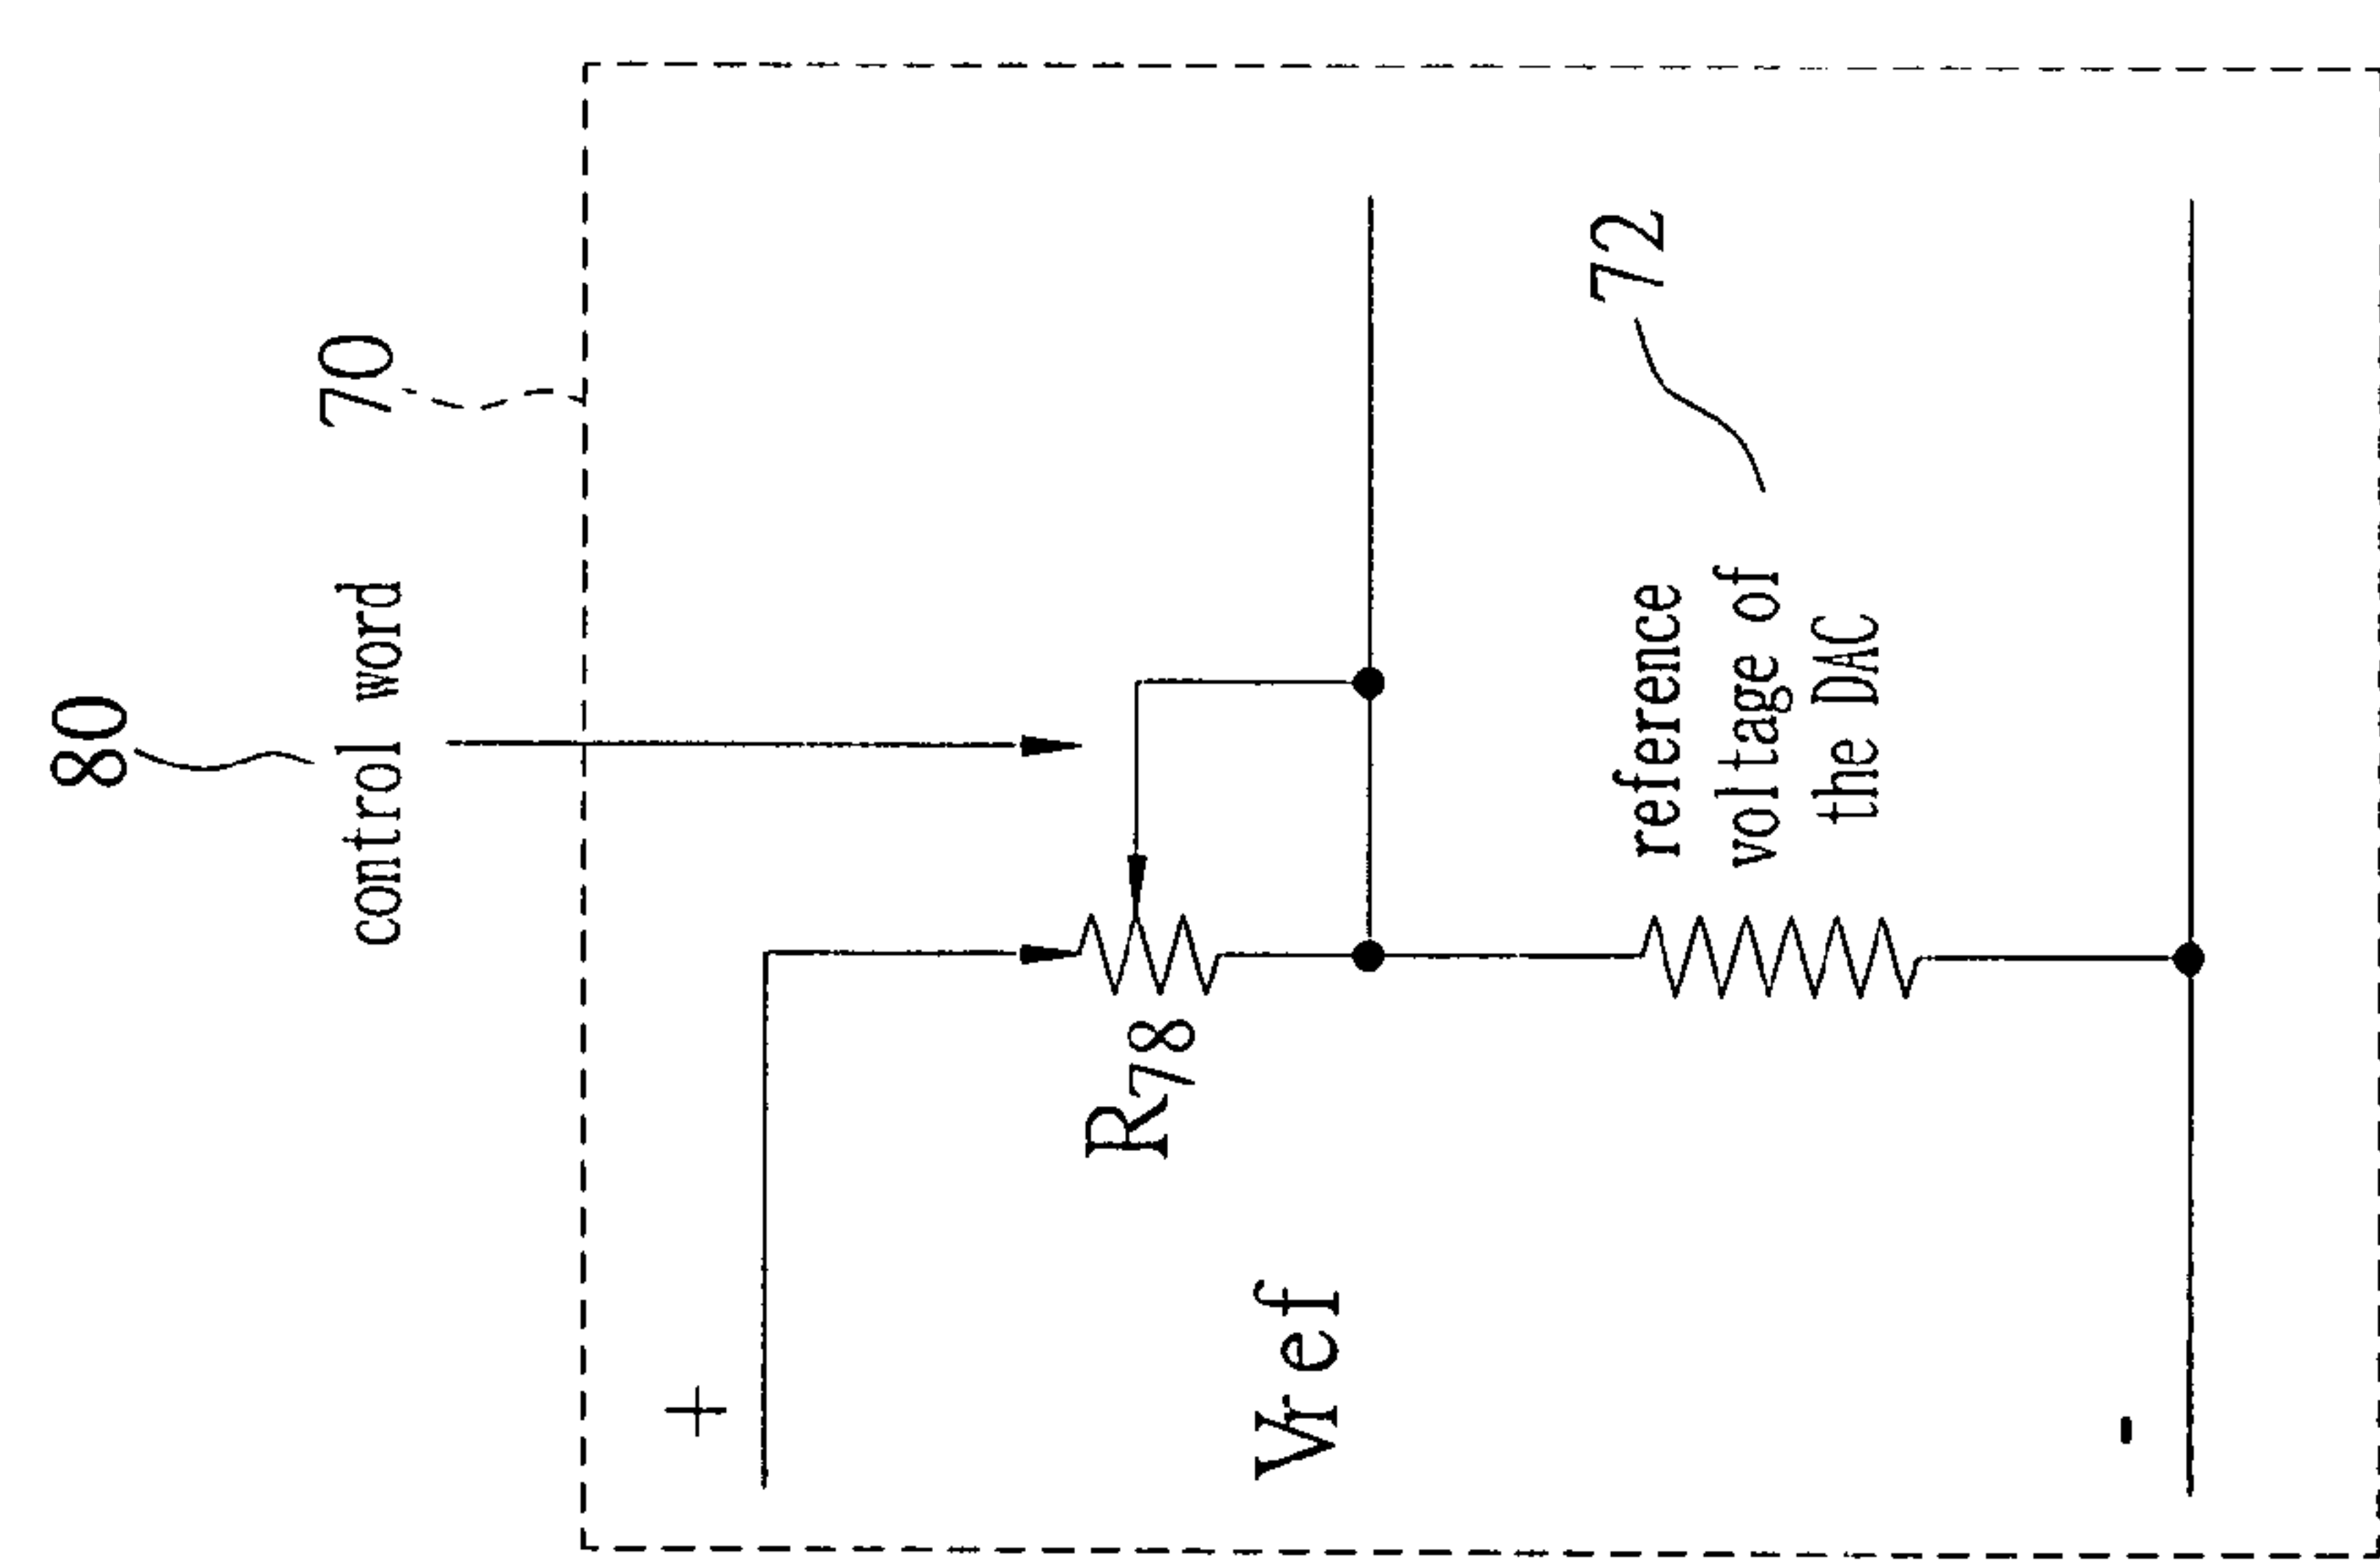 80
control word
70
+
R78
Vref
reference
voltage of
the DAC
72
-